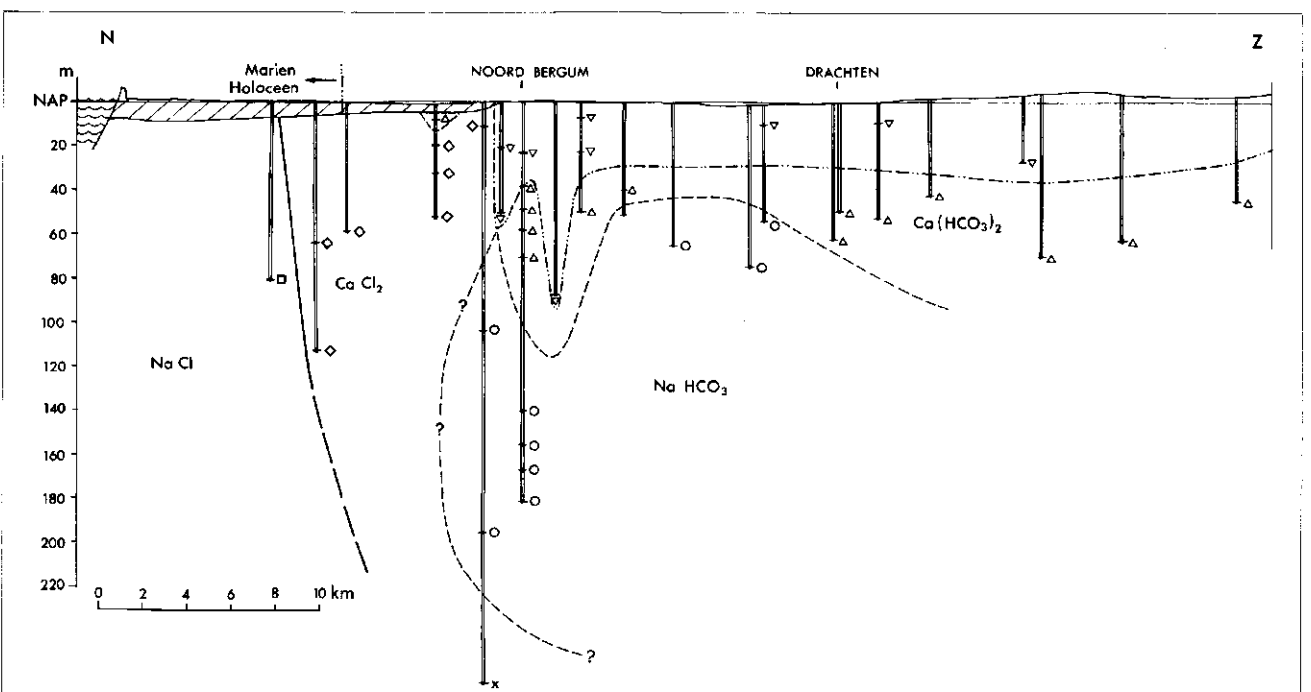 N
Z
m
Marien
Holoceen
NOORD BERGUM
DRACHTEN
NAP
20
40
60
80
100
120
140
160
180
200
220
Na Cl
Ca Cl2
Ca (HCO3)2
Na HCO3
?
?
?
x
0 2 4 6 8 10 km